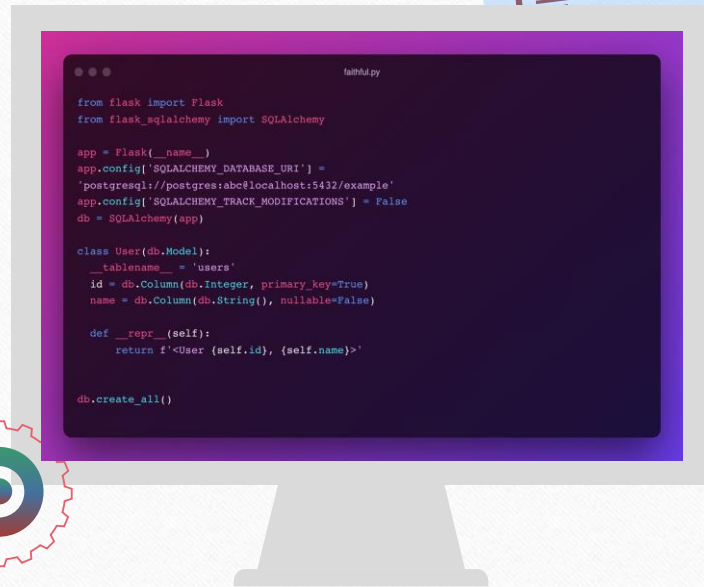 faithful.py
from flask import Flask
from flask_sqlalchemy import SQLAlchemy
app = Flask(__name__)
app.config['SQLALCHEMY_DATABASE_URI'] =
'postgresql://postgres:abc@localhost:5432/example'
app.config['SQLALCHEMY_TRACK_MODIFICATIONS'] = False
db = SQLAlchemy(app)
class User(db.Model):
  __tablename__ = 'users'
  id = db.Column(db.Integer, primary_key=True)
  name = db.Column(db.String(), nullable=False)
  def __repr__(self):
      return f'<User {self.id}, {self.name}>'
db.create_all()